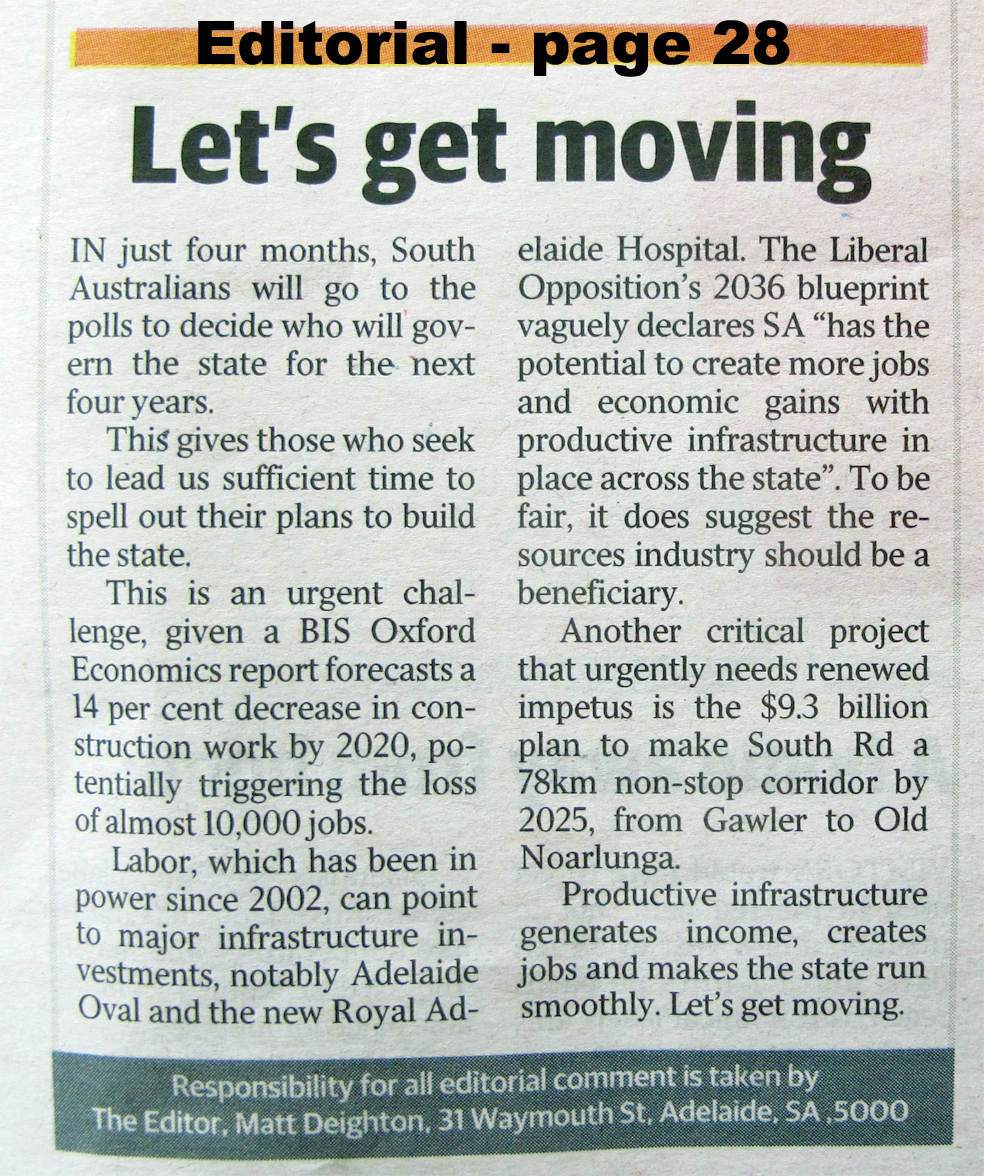 Editorial - page 28
Let's get moving
IN just four months, South
Australians will go to the
polls to decide who will gov-
ern the state for the next
four years.
This gives those who seek
to lead us sufficient time to
spell out their plans to build
the state.
This is an urgent chal-
lenge, given a BIS Oxford
Economics report forecasts a
14 per cent decrease in con-
struction work by 2020, po-
tentially triggering the loss
of almost 10,000 jobs.
Labor, which has been in
power since 2002, can point
to major infrastructure in-
vestments, notably Adelaide
Oval and the new Royal Ad-
elaide Hospital. The Liberal
Opposition's 2036 blueprint
vaguely declares SA “has the
potential to create more jobs
and economic gains with
productive infrastructure in
place across the state”. To be
fair, it does suggest the re-
sources industry should be a
beneficiary.
Another critical project
that urgently needs renewed
impetus is the $9.3 billion
plan to make South Rd a
78km non-stop corridor by
2025, from Gawler to Old
Noarlunga.
Productive infrastructure
generates income, creates
jobs and makes the state run
smoothly. Let's get moving.
Responsibility for all editorial comment is taken by
The Editor, Matt Deighton, 31 Waymouth St, Adelaide, SA ,5000